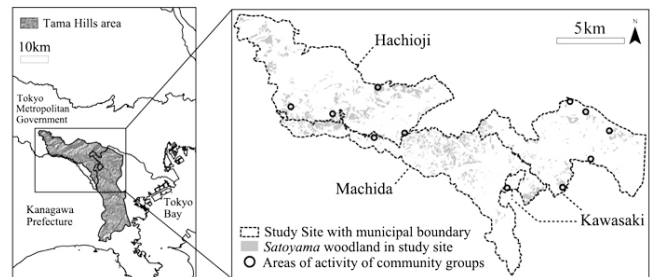 Tama Hills area
10km
Tokyo
Metropolitan
Government
Kanagawa
Prefecture
Tokyo
Bay
Hachioji
5km
N
Machida
Kawasaki
Study Site with municipal boundary
Satoyama woodland in study site
Areas of activity of community groups